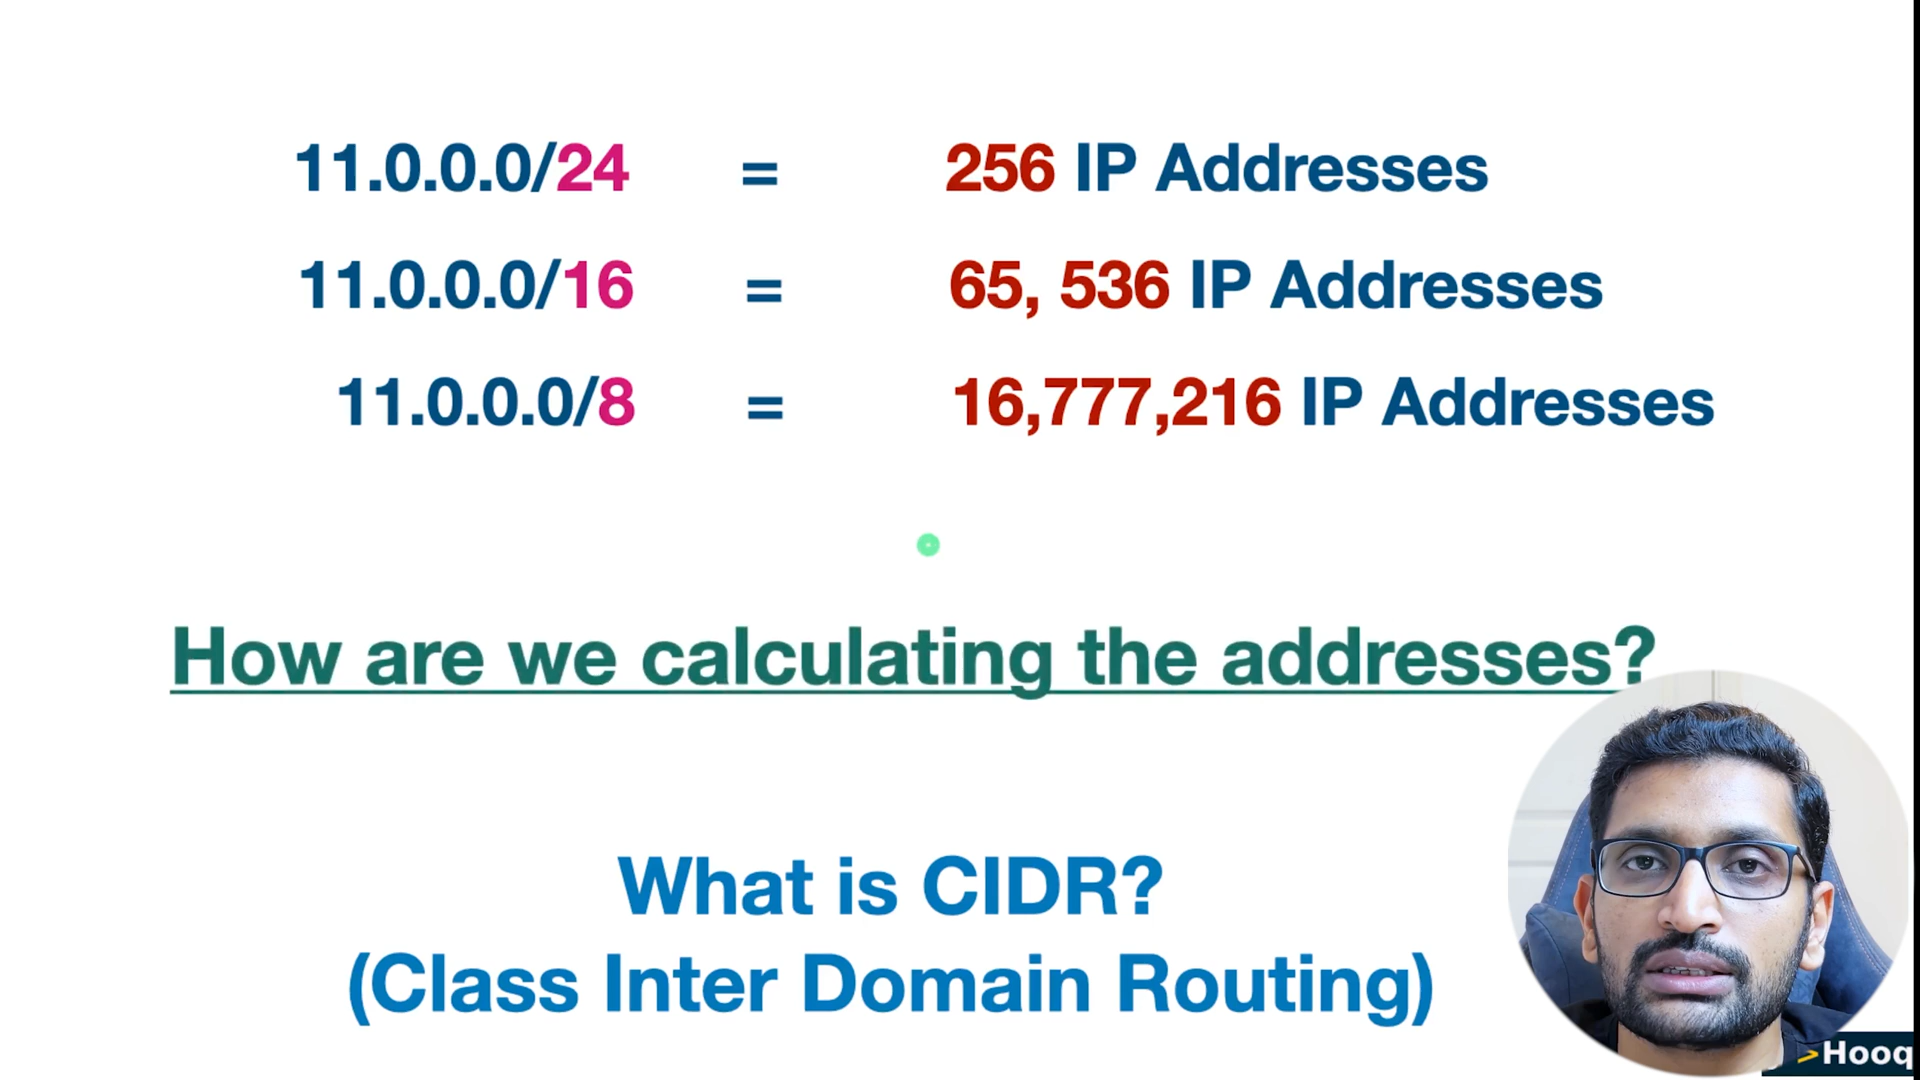 11.0.0.0/24 = 256 IP Addresses
11.0.0.0/16 = 65, 536 IP Addresses
11.0.0.0/8 = 16,777,216 IP Addresses
How are we calculating the addresses?
What is CIDR?
(Class Inter Domain Routing)
>Hooq